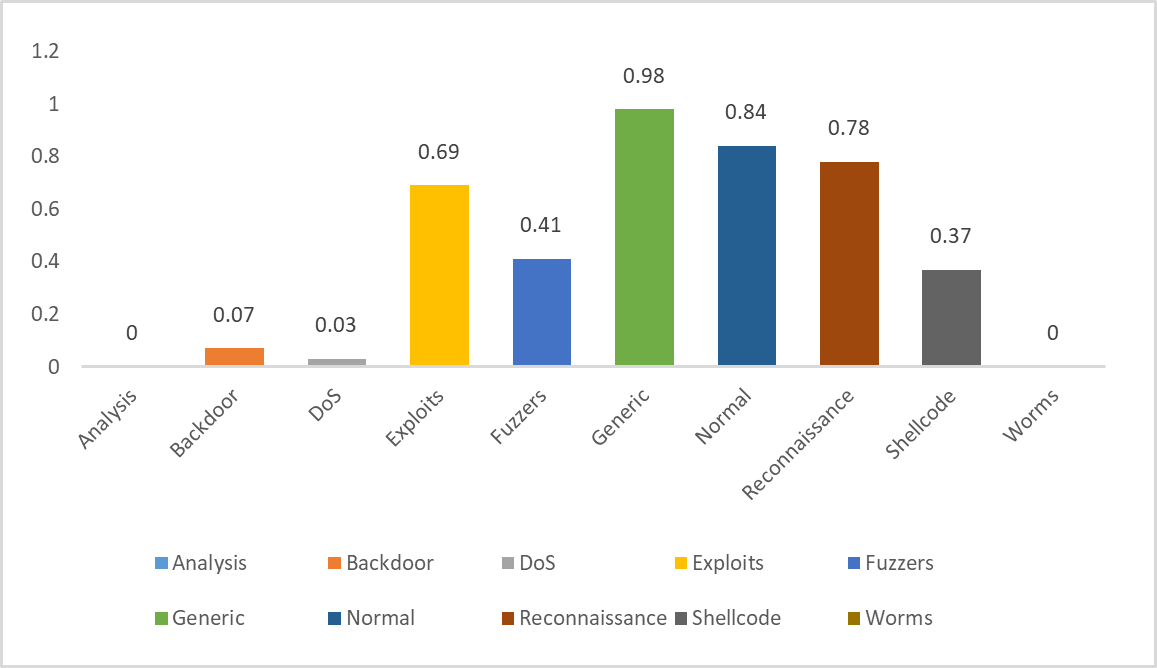 1.2
1
0.8
0.6
0.4
0.2
0
0
0.07
0.03
0.69
0.41
0.98
0.84
0.78
0.37
0
Analysis
Backdoor
DoS
Exploits
Fuzzers
Generic
Normal
Reconnaissance
Shellcode
Worms
Analysis Backdoor DoS Exploits Fuzzers
Generic Normal Reconnaissance Shellcode Worms